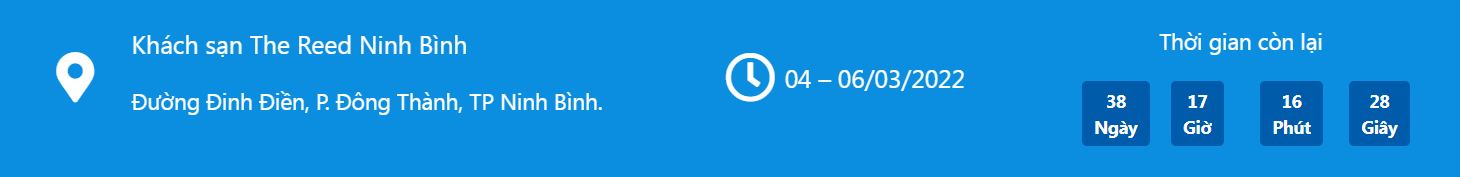 Khách sạn The Reed Ninh Bình
Đường Đinh Điền, P. Đông Thành, TP Ninh Bình.
04 – 06/03/2022
Thời gian còn lại
38 17 16 28
Ngày Giờ Phút Giây